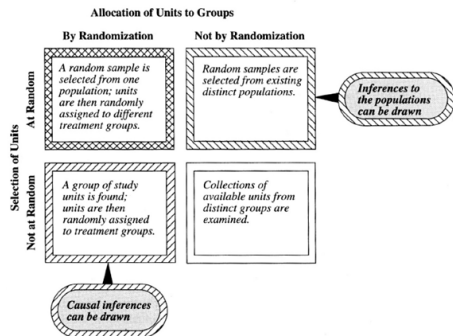 Allocation of Units to Groups
By Randomization
Not by Randomization
Selection of Units
At Random
A random sample is
selected from one
population; units
are then randomly
assigned to different
treatment groups.
Random samples are
selected from existing
distinct populations.
Inferences to
the populations
can be drawn
Not at Random
A group of study
units is found;
units are then
randomly assigned
to treatment groups.
Collections of
available units from
distinct groups are
examined.
Causal inferences
can be drawn